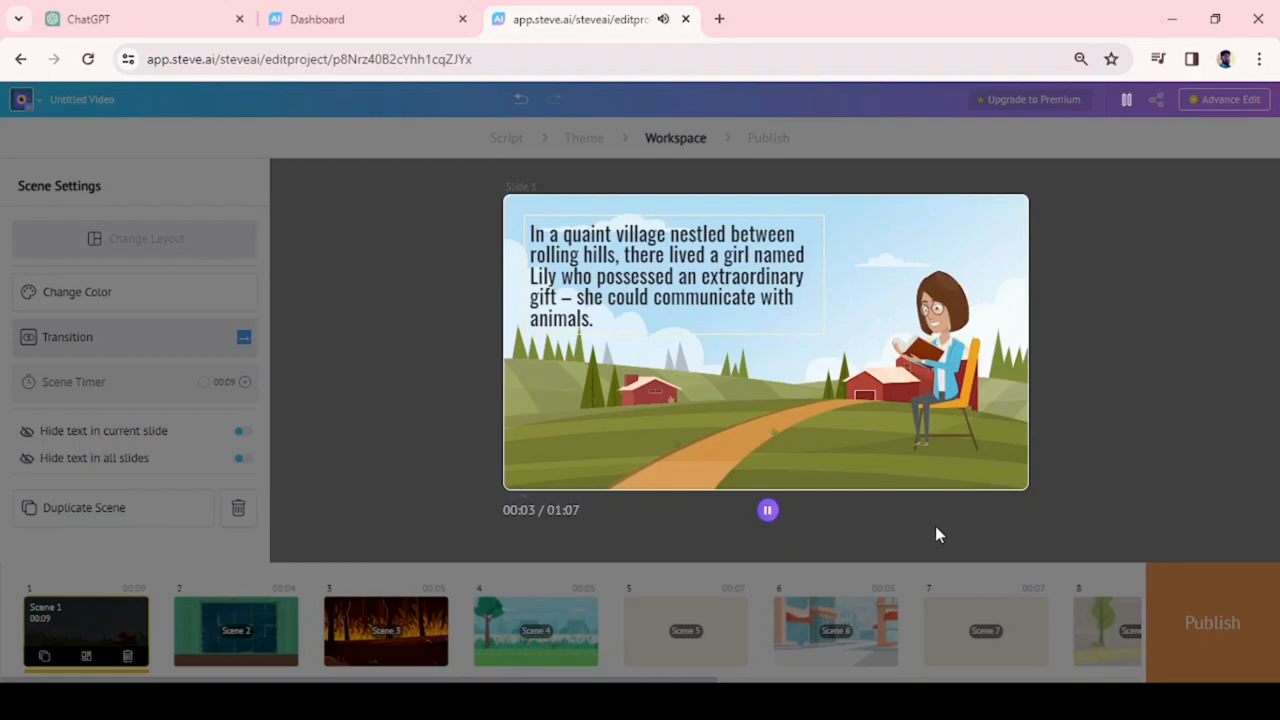 ChatGPT
Dashboard
app.steve.ai/steveai/editpro
app.steve.ai/steveai/editproject/p8Nrz40B2cYhh1cqZJYx
Untitled Video
Upgrade to Premium
Advance Edit
Script
Theme
Workspace
Publish
Scene Settings
Change Layout
Change Color
Transition
Scene Timer
00:09
Hide text in current slide
Hide text in all slides
Duplicate Scene
Slide 1
In a quaint village nestled between
rolling hills, there lived a girl named
Lily who possessed an extraordinary
gift – she could communicate with
animals.
00:03 / 01:07
1 00:09
2 00:04
3 00:05
4 00:05
5 00:07
6 00:05
7 00:07
8
Scene 1
00:09
Scene 2
Scene 3
Scene 4
Scene 5
Scene 6
Scene 7
Scen
Publish